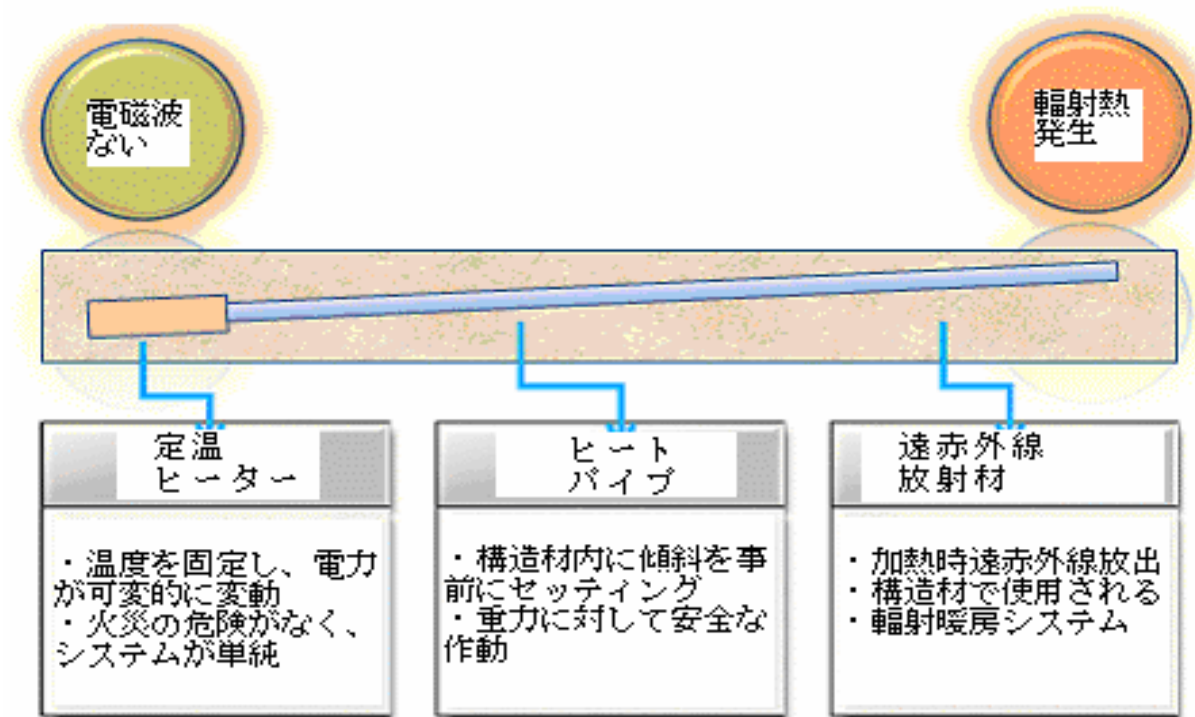 電磁波
ない
輻射熱
発生
定温
ヒーター
ヒート
パイプ
遠赤外線
放射材
・温度を固定し、電力
が可変的に変動
・火災の危険がなく、
システムが単純
・構造材内に傾斜を事
前にセッティング
・重力に対して安全な
作動
・加熱時遠赤外線放出
・構造材で使用される
・輻射暖房システム